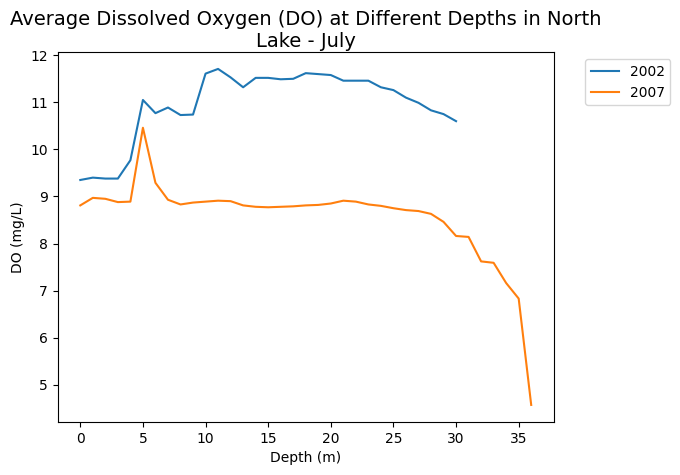 Average Dissolved Oxygen (DO) at Different Depths in North
Lake - July
2002
2007
12
11
10
9
8
7
6
5
DO (mg/L)
0 5 10 15 20 25 30 35
Depth (m)